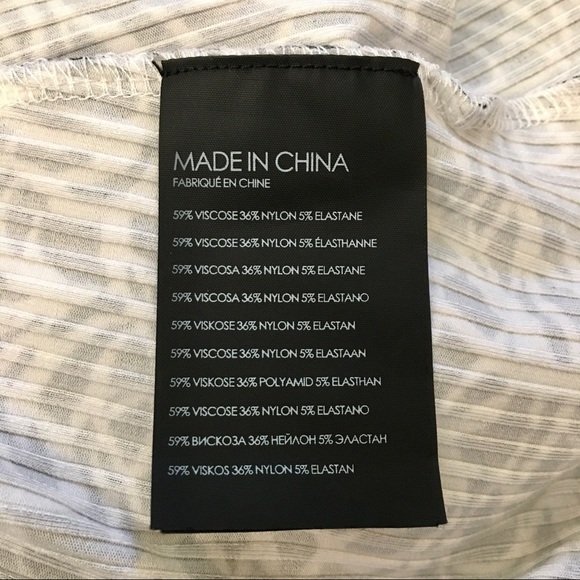 MADE IN CHINA
FABRIQUÉ EN CHINE
59% VISCOSE 36% NYLON 5% ELASTANE
59% VISCOSE 36% NYLON 5% ÉLASTHANNE
59% VISCOSA 36% NYLON 5% ELASTANE
59% VISCOSA 36% NYLON 5% ELASTANO
59% VISKOSE 36% NYLON 5% ELASTAN
59% VISCOSE 36% NYLON 5% ELASTAAN
59% VISKOSE 36% POLYAMID 5% ELASTHAN
59% VISCOSE 36% NYLON 5% ELASTANO
59% ВИСКОЗА 36% НЕЙЛОН 5% ЭЛАСТАН
59% VISKOS 36% NYLON 5% ELASTAN